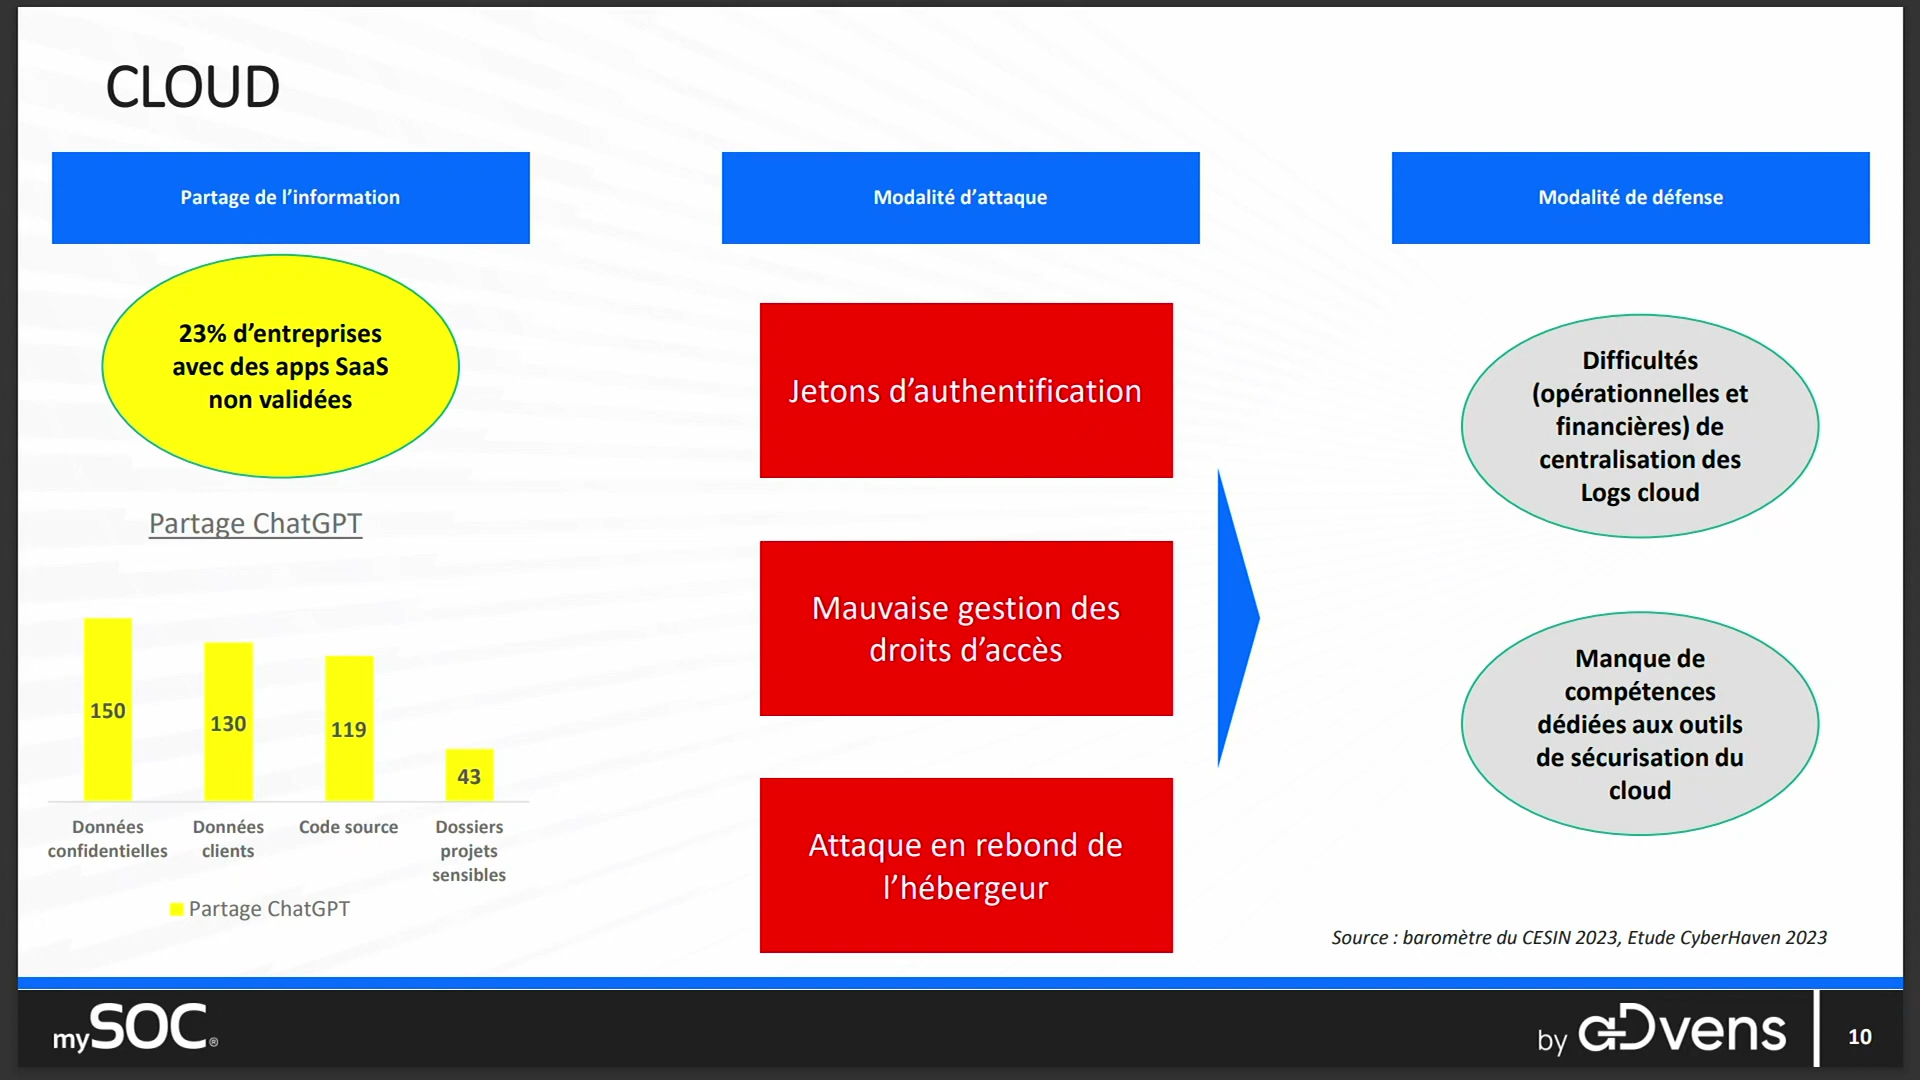 CLOUD
Partage de l’information
23% d’entreprises
avec des apps SaaS
non validées
Partage ChatGPT
150
130
119
43
Données
confidentielles
Données
clients
Code source
Dossiers
projets
sensibles
Partage ChatGPT
Modalité d’attaque
Jetons d’authentification
Mauvaise gestion des
droits d’accès
Attaque en rebond de
l’hébergeur
Modalité de défense
Difficultés
(opérationnelles et
financières) de
centralisation des
Logs cloud
Manque de
compétences
dédiées aux outils
de sécurisation du
cloud
Source : baromètre du CESIN 2023, Etude CyberHaven 2023
mySOC®
by aDvens
10